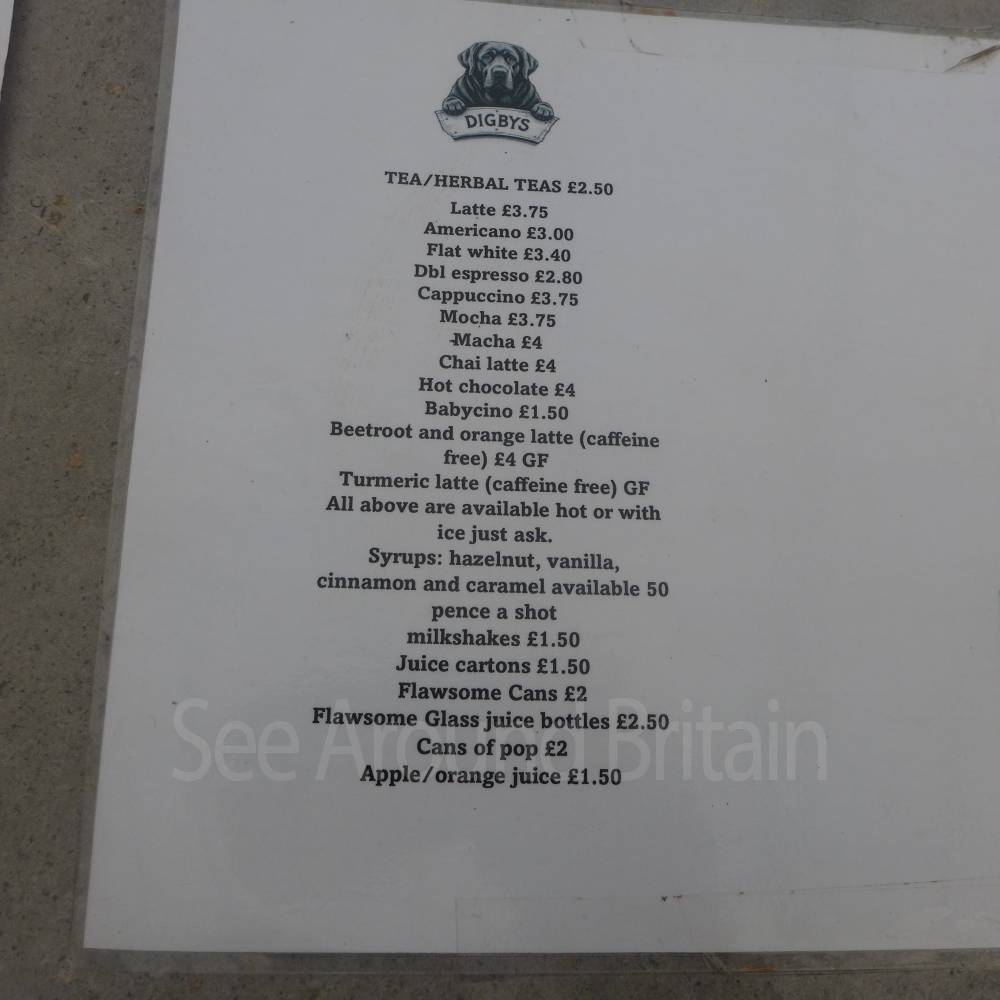 DIGBYS
TEA/HERBAL TEAS £2.50
Latte £3.75
Americano £3.00
Flat white £3.40
Dbl espresso £2.80
Cappuccino £3.75
Mocha £3.75
-Macha £4
Chai latte £4
Hot chocolate £4
Babycino £1.50
Beetroot and orange latte (caffeine
free) £4 GF
Turmeric latte (caffeine free) GF
All above are available hot or with
ice just ask.
Syrups: hazelnut, vanilla,
cinnamon and caramel available 50
pence a shot
milkshakes £1.50
Juice cartons £1.50
Flawsome Cans £2
Flawsome Glass juice bottles £2.50
Cans of pop £2
Apple/orange juice £1.50
See Around Britain